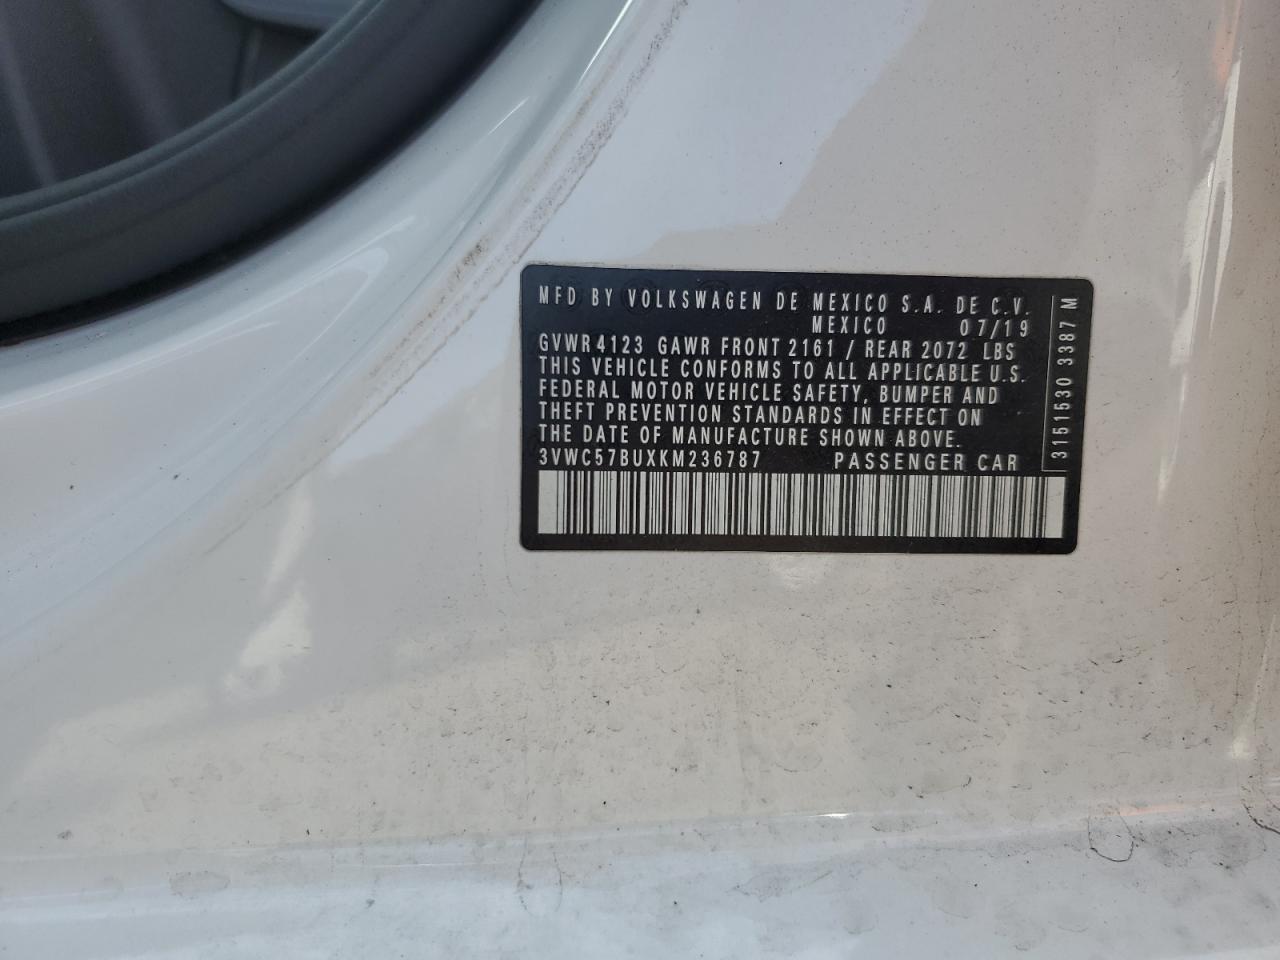 MFD BY VOLKSWAGEN DE MEXICO S.A. DE C.V.
MEXICO 07/19
GVWR 4123 GAWR FRONT 2161 / REAR 2072 LBS
THIS VEHICLE CONFORMS TO ALL APPLICABLE U.S.
FEDERAL MOTOR VEHICLE SAFETY, BUMPER AND
THEFT PREVENTION STANDARDS IN EFFECT ON
THE DATE OF MANUFACTURE SHOWN ABOVE.
3VWC57BUXKM236787 PASSENGER CAR
3151530 3387 M